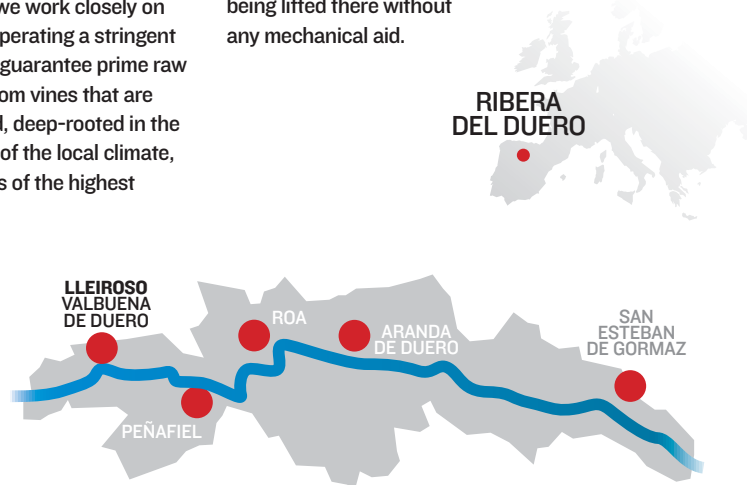 we work closely on
perating a stringent
guarantee prime raw
om vines that are
d, deep-rooted in the
of the local climate,
s of the highest
being lifted there without
any mechanical aid.
RIBERA
DEL DUERO
LLEIROSO
VALBUENA
DE DUERO
ROA
ARANDA
DE DUERO
SAN
ESTEBAN
DE GORMAZ
PEÑAFIEL